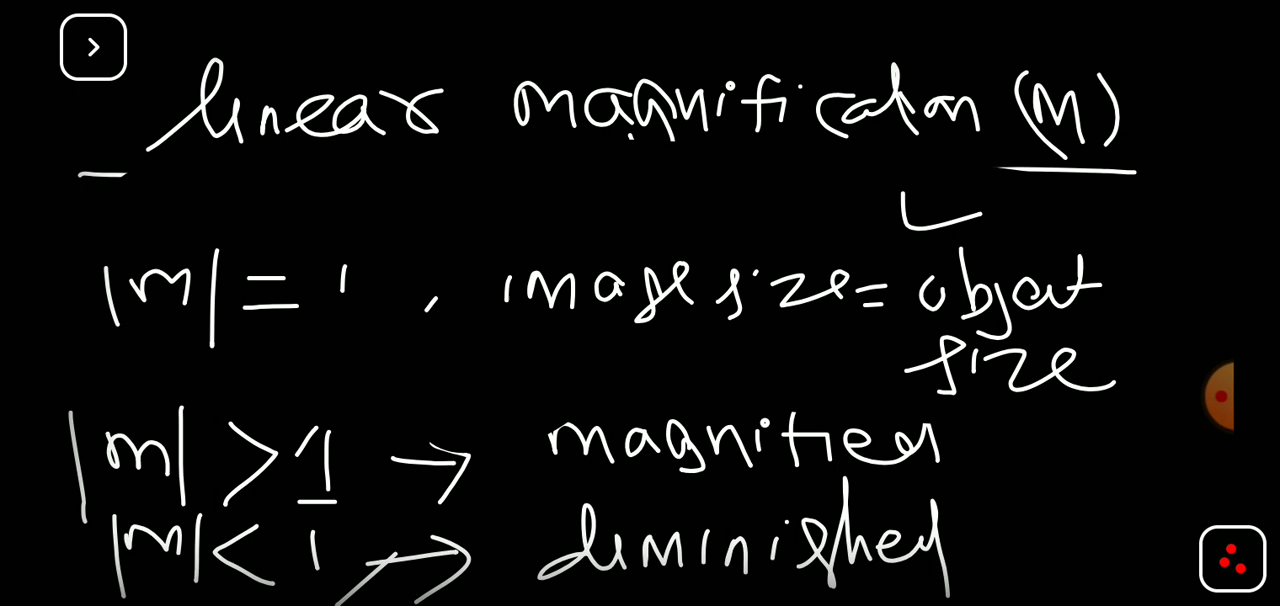 linear magnification (M)
|m| = 1 , image size = object
size
|m| > 1 → magnified
|m| < 1 → diminished